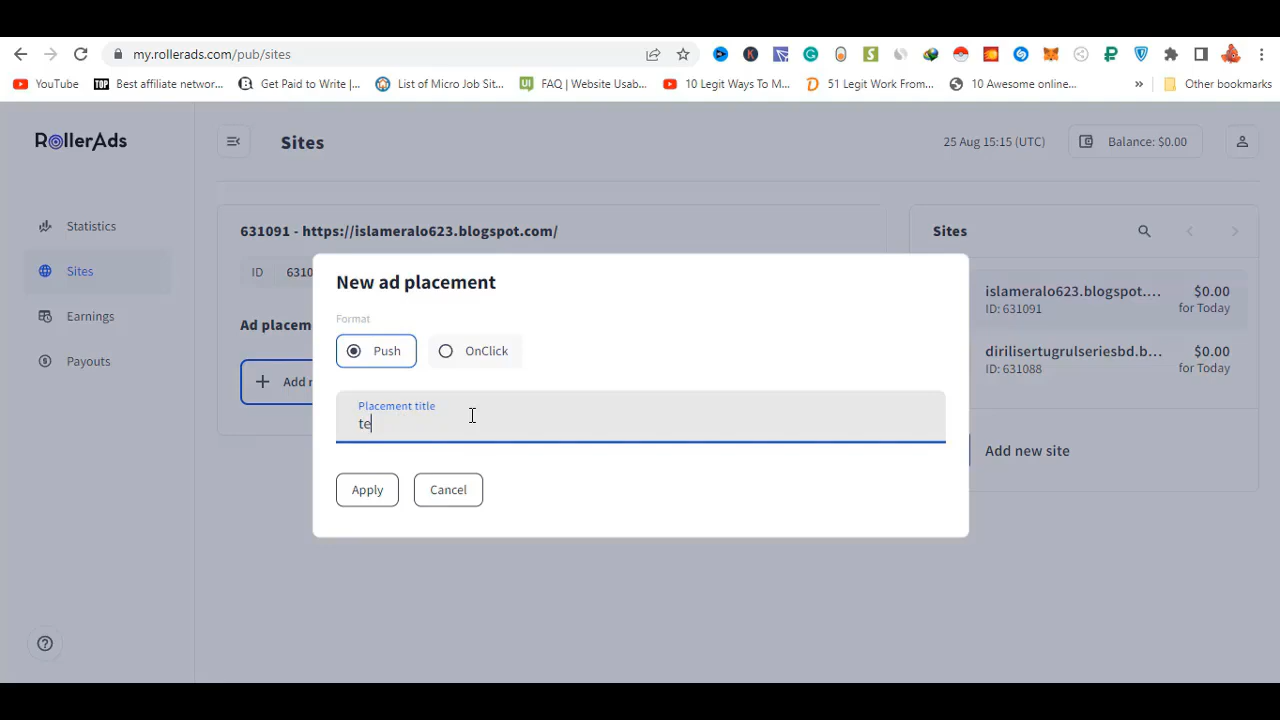 my.rollerads.com/pub/sites
YouTube
TOP Best affiliate networ...
Get Paid to Write |...
List of Micro Job Sit...
UI FAQ | Website Usab...
10 Legit Ways To M...
51 Legit Work From...
10 Awesome online...
»
Other bookmarks
RollerAds
Sites
25 Aug 15:15 (UTC)
Balance: $0.00
Statistics
Sites
Earnings
Payouts
631091 - https://islameralo623.blogspot.com/
ID 6310
Ad placem
Add n
New ad placement
Format
Push
OnClick
Placement title
te
Apply
Cancel
Sites
islameralo623.blogspot.... $0.00
ID: 631091 for Today
dirilisertugrulseriesbd.b... $0.00
ID: 631088 for Today
Add new site